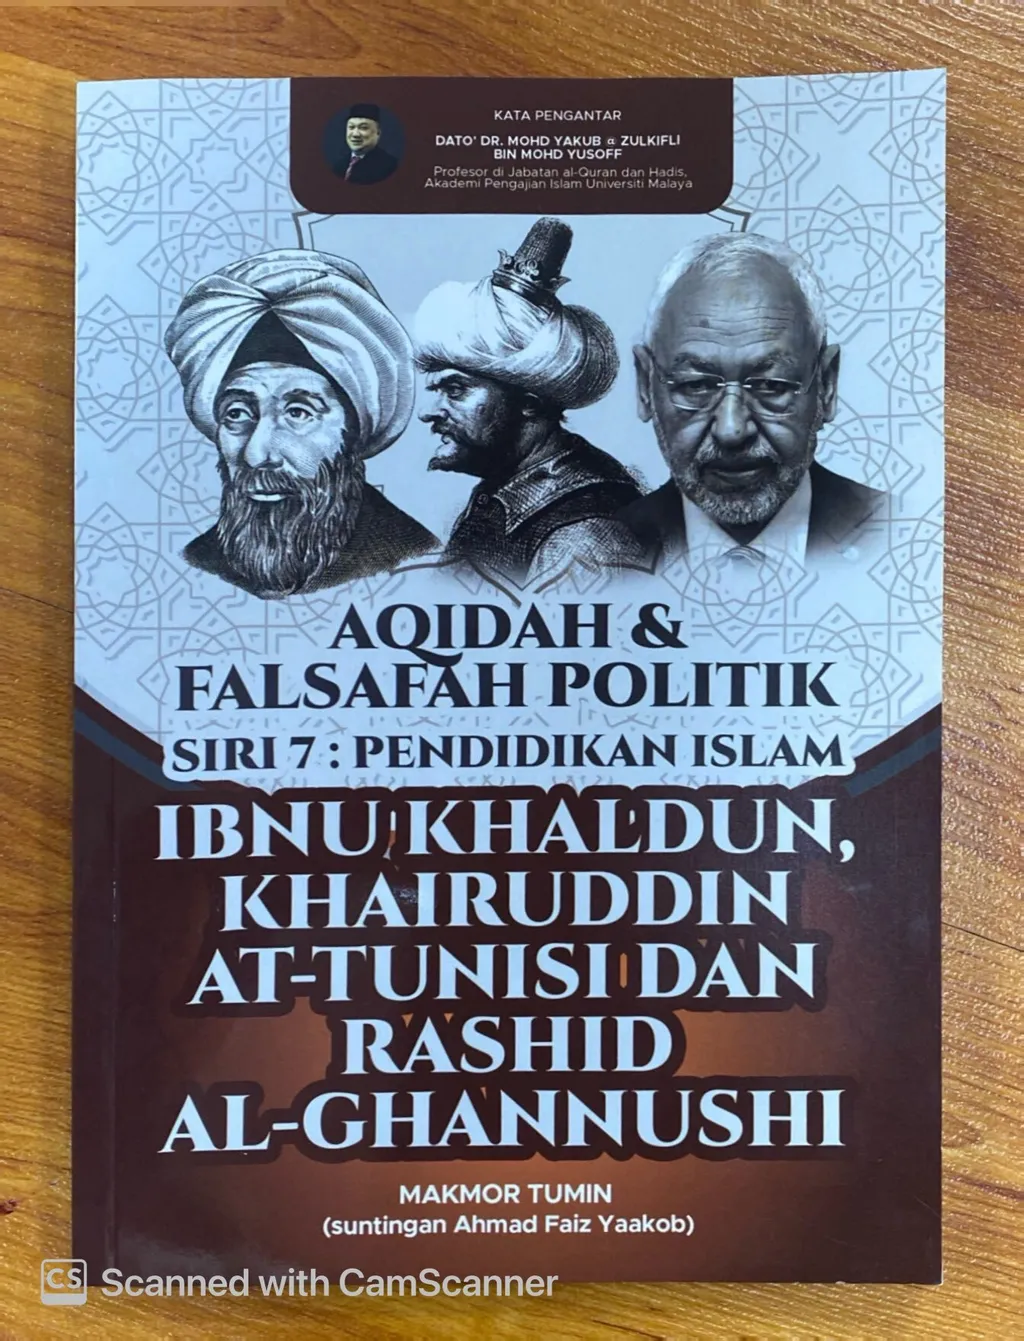 KATA PENGANTAR
DATO' DR. MOHD YAKUB @ ZULKIFLI
BIN MOHD YUSOFF
Profesor di Jabatan al-Quran dan Hadis,
Akademi Pengajian Islam Universiti Malaya
AQIDAH &
FALSAFAH POLITIK
SIRI 7 : PENDIDIKAN ISLAM
IBNU KHALDUN,
KHAIRUDDIN
AT-TUNISI DAN
RASHID
AL-GHANNUSHI
MAKMOR TUMIN
(suntingan Ahmad Faiz Yaakob)
CS Scanned with CamScanner